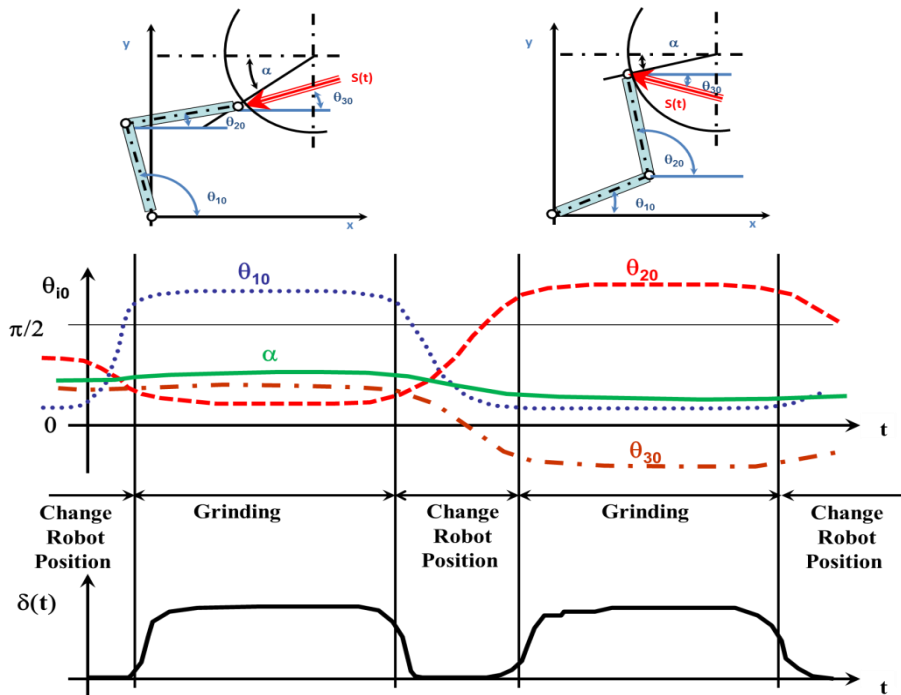 y
α
S(t)
θ30
θ20
θ10
x
y
α
θ30
S(t)
θ20
θ10
x
θi0
θ10
θ20
π/2
α
0
t
θ30
Change
Robot
Position
Grinding
Change
Robot
Position
Grinding
Change
Robot
Position
δ(t)
t